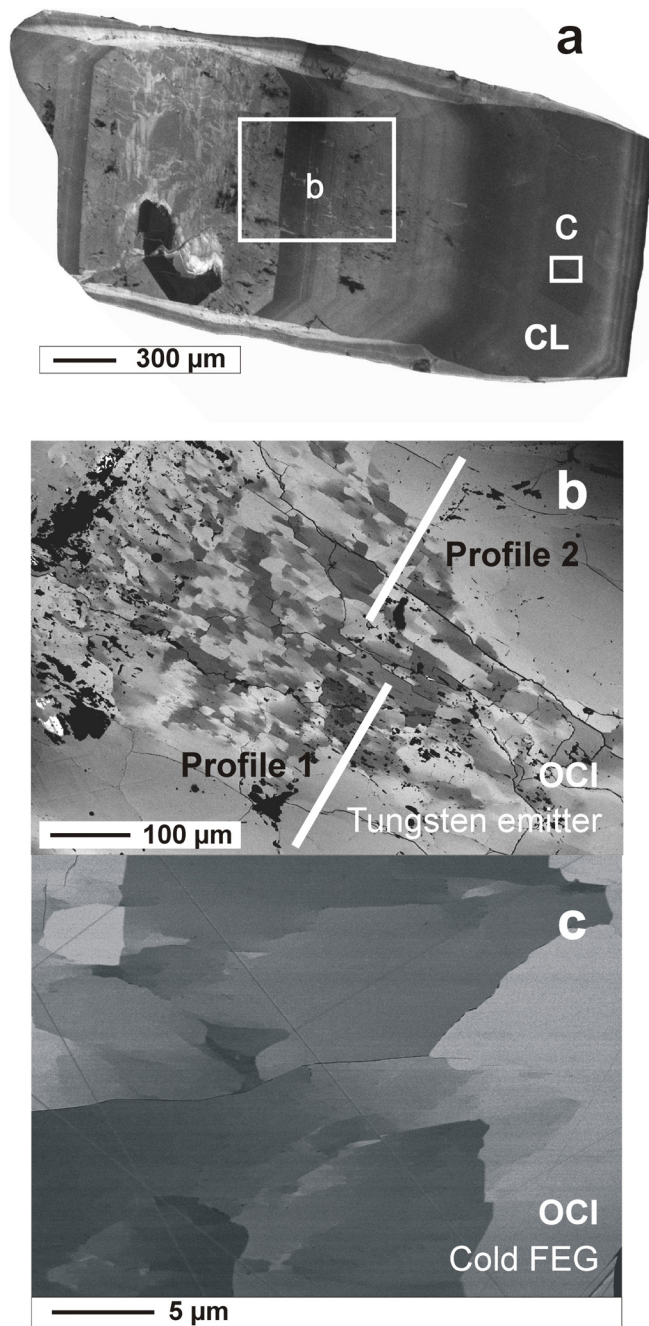 a
b
C
CL
300 µm
b
Profile 2
Profile 1
OCI
Tungsten emitter
100 µm
c
OCI
Cold FEG
5 µm